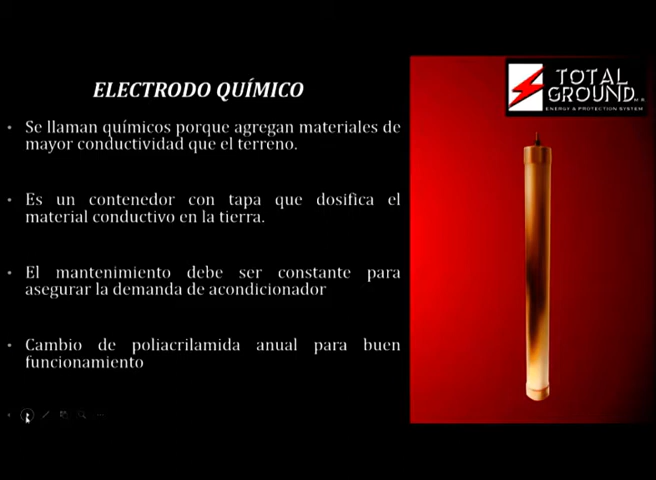 ELECTRODO QUÍMICO
• Se llaman químicos porque agregan materiales de
mayor conductividad que el terreno.
• Es un contenedor con tapa que dosifica el
material conductivo en la tierra.
• El mantenimiento debe ser constante para
asegurar la demanda de acondicionador
• Cambio de poliacrilamida anual para buen
funcionamiento
TOTAL
GROUND
ENERGY & PROTECTION SYSTEM